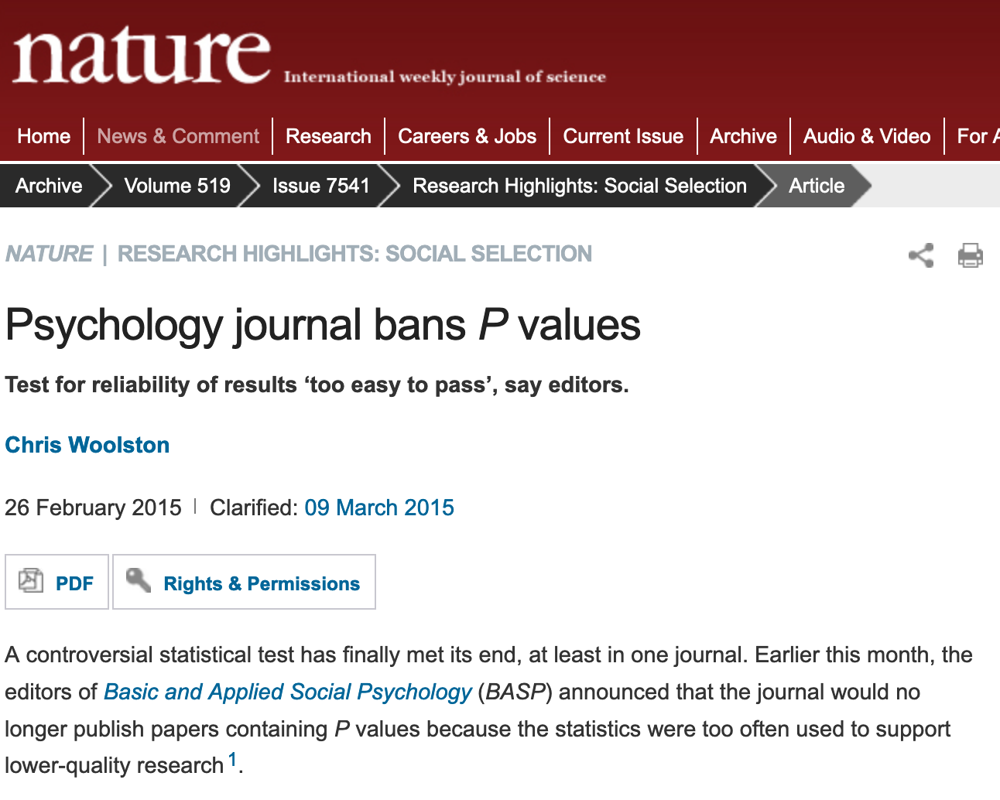 nature International weekly journal of science
Home News & Comment Research Careers & Jobs Current Issue Archive Audio & Video For A
Archive Volume 519 Issue 7541 Research Highlights: Social Selection Article
NATURE | RESEARCH HIGHLIGHTS: SOCIAL SELECTION
Psychology journal bans P values
Test for reliability of results ‘too easy to pass’, say editors.
Chris Woolston
26 February 2015 | Clarified: 09 March 2015
PDF Rights & Permissions
A controversial statistical test has finally met its end, at least in one journal. Earlier this month, the
editors of Basic and Applied Social Psychology (BASP) announced that the journal would no
longer publish papers containing P values because the statistics were too often used to support
lower-quality research 1.